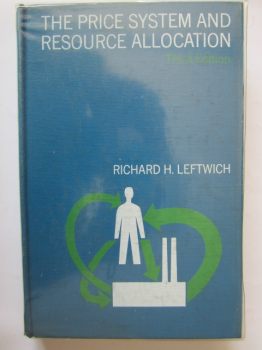 THE PRICE SYSTEM AND
RESOURCE ALLOCATION
Third Edition
RICHARD H. LEFTWICH